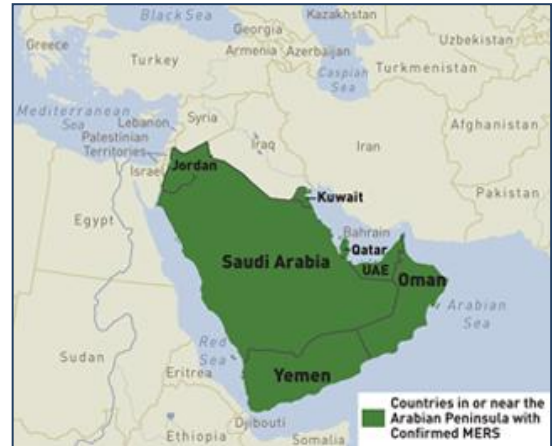 Black Sea
Georgia
Kazakhstan
Greece
Turkey
Armenia
Azerbaijan
Uzbekistan
Caspian
Sea
Turkmenistan
Mediterranean
Sea
Lebanon
Syria
Palestinian
Territories
Israel
Iraq
Iran
Afghanistan
Jordan
Pakistan
Kuwait
Egypt
Bahrain
Qatar
Saudi Arabia
UAE
Oman
Arabian
Sea
Red
Sea
Sudan
Eritrea
Yemen
Djibouti
Ethiopia
Somalia
Countries in or near the
Arabian Peninsula with
Confirmed MERS